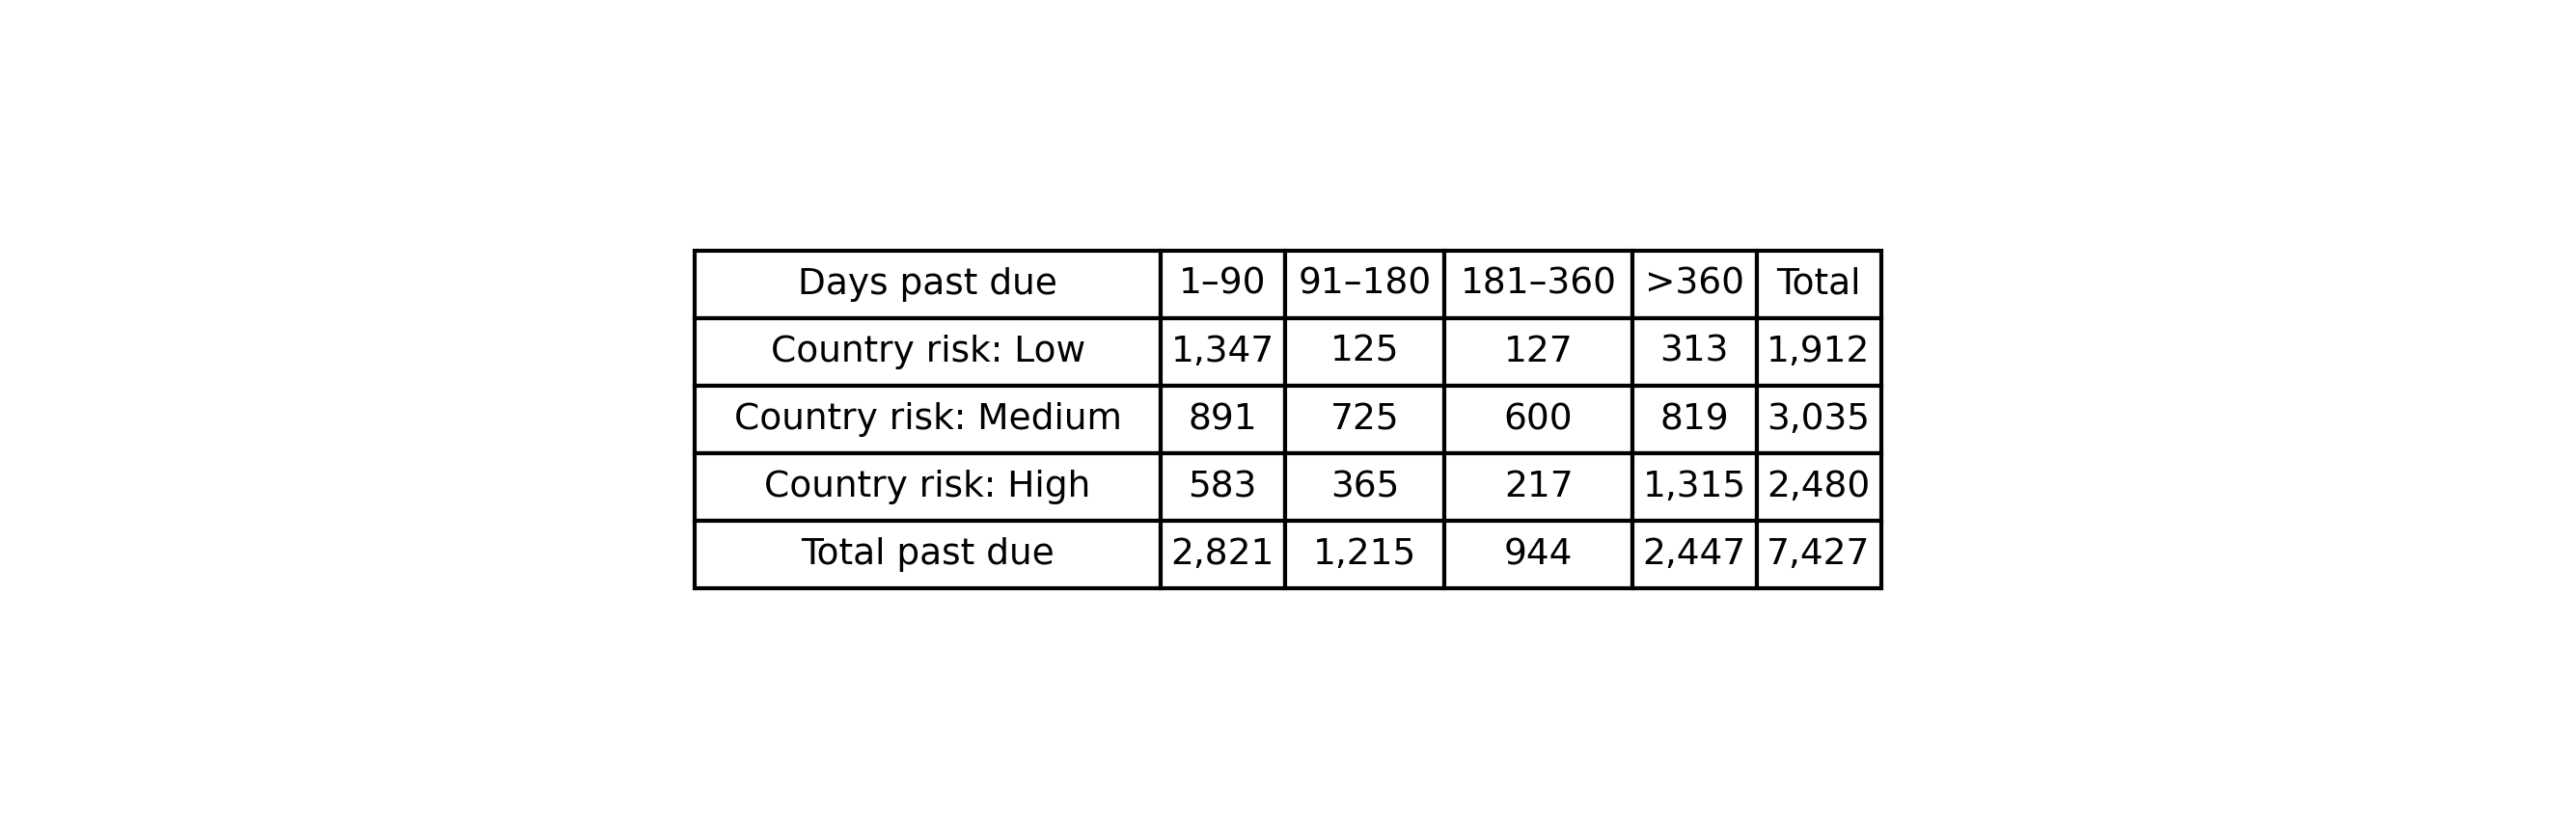 Days past due 1–90 91–180 181–360 >360 Total
Country risk: Low 1,347 125 127 313 1,912
Country risk: Medium 891 725 600 819 3,035
Country risk: High 583 365 217 1,315 2,480
Total past due 2,821 1,215 944 2,447 7,427